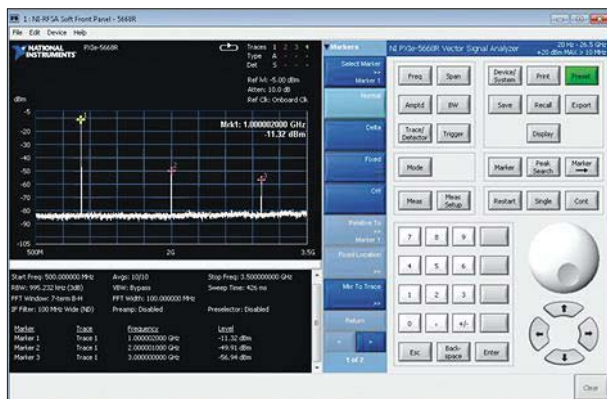 1: NI-RFSA Soft Front Panel - 5668R
File Edit Device Help
NATIONAL INSTRUMENTS
PXIe-5668R
Traces 1 2 3 4
Type A - - -
Det S - - -
Ref lvl: -5.00 dBm
Atten: 10.0 dB
Ref Clk: Onboard Clk
dBm
Mrk1: 1.000002000 GHz
-11.32 dBm
-5
-20
-30
-40
-50
-60
-70
-80
-90
-105
500M
2G
3.5G
1
2
3
Start Freq: 500.000000 MHz Avgs: 10/10 Stop Freq: 3.500000000 GHz
RBW: 995.232 kHz (3dB) VBW: Bypass Sweep Time: 426 ms
FFT Window: 7-term B-H FFT Width: 100.000000 MHz
IF Filter: 100 MHz Wide (ND) Preamp: Disabled Preselector: Disabled
Marker Trace Frequency Level
Marker 1 Trace 1 1.000002000 GHz -11.32 dBm
Marker 2 Trace 1 2.000001000 GHz -49.91 dBm
Marker 3 Trace 1 3.000000000 GHz -56.94 dBm
Markers
Select Marker
>>
Marker 1
Normal
Delta
Fixed
Off
Relative To
>>
Marker 1
Fixed Location
>>
Mkr To Trace
>>
Return
1 of 2
NI PXIe-5668R Vector Signal Analyzer
20 Hz - 26.5 GHz
+20 dBm MAX > 10 MHz
Freq Span
Device/ System Print Preset
Amptd BW
Save Recall Export
Trace/ Detector Trigger
Display
Mode
Marker Peak Search Marker →
Meas Meas Setup
Restart Single Cont
7 8 9
4 5 6
1 2 3
0 . +/-
Esc Back- space Enter
Clear